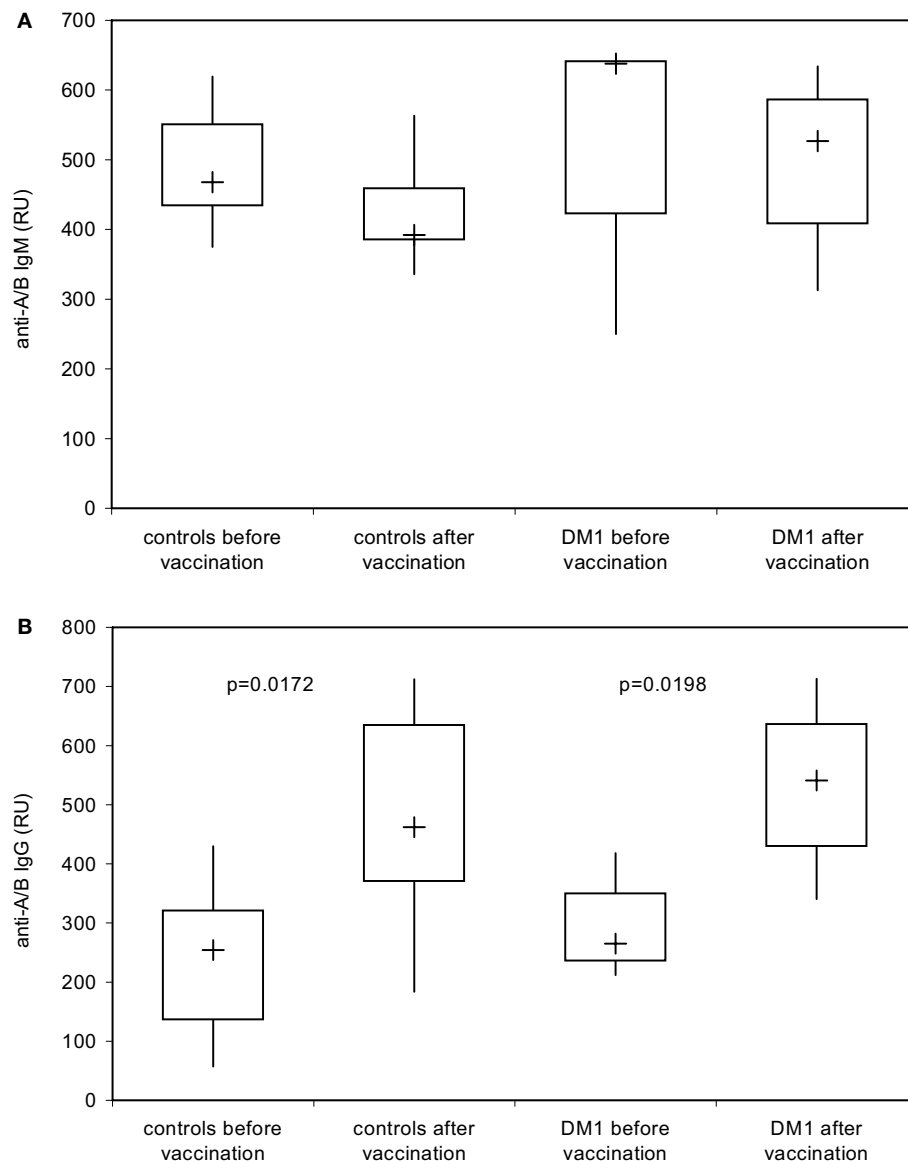 A
700
600
500
400
300
200
100
0
anti-A/B IgM (RU)
controls before
vaccination
controls after
vaccination
DM1 before
vaccination
DM1 after
vaccination
B
800
700
600
500
400
300
200
100
0
anti-A/B IgG (RU)
p=0.0172
p=0.0198
controls before
vaccination
controls after
vaccination
DM1 before
vaccination
DM1 after
vaccination